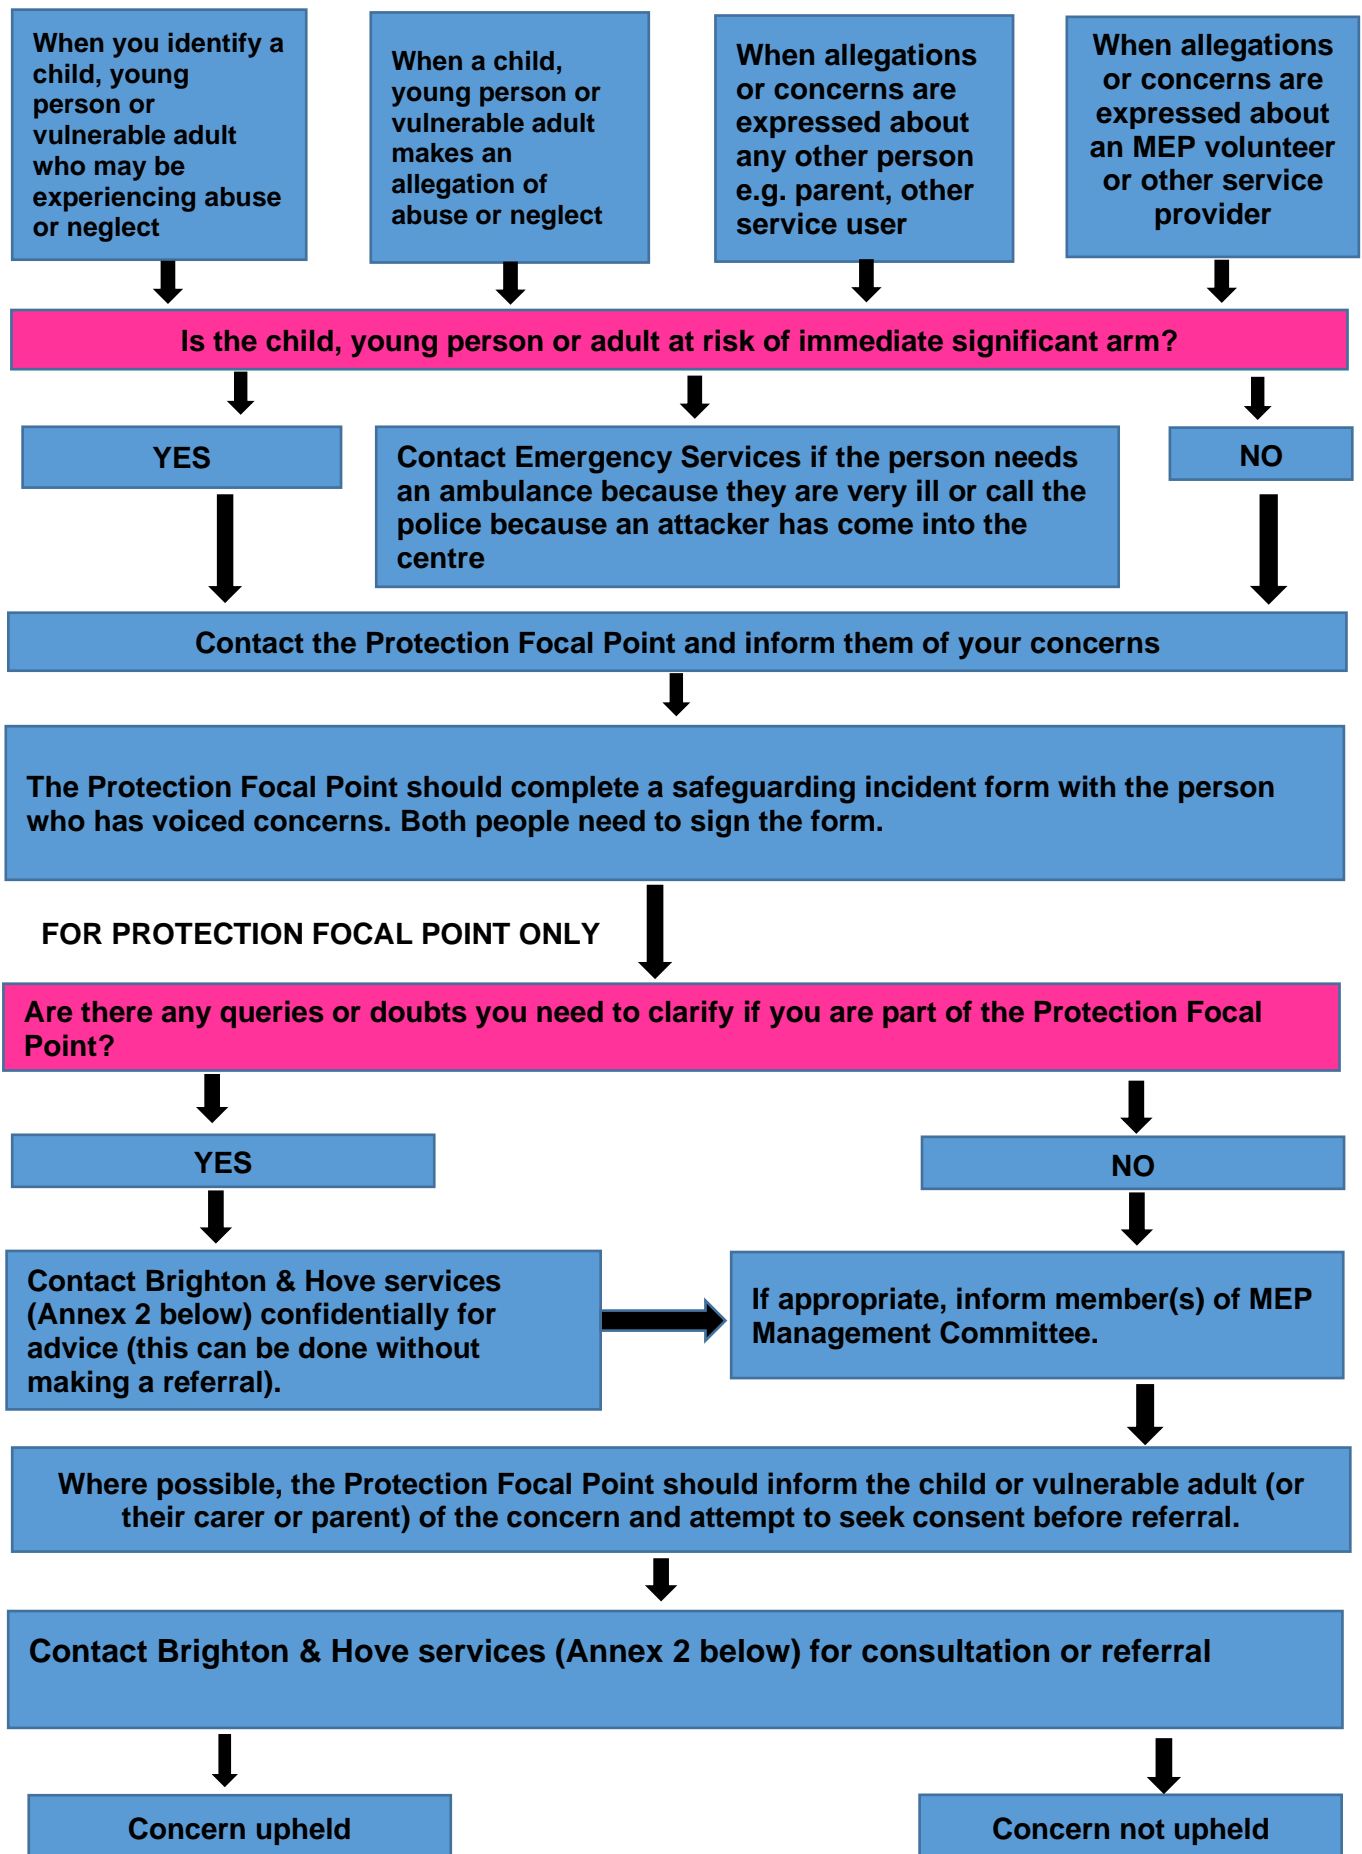 When you identify a
child, young
person or
vulnerable adult
who may be
experiencing abuse
or neglect
When a child,
young person or
vulnerable adult
makes an
allegation of
abuse or neglect
When allegations
or concerns are
expressed about
any other person
e.g. parent, other
service user
When allegations
or concerns are
expressed about
an MEP volunteer
or other service
provider
Is the child, young person or adult at risk of immediate significant arm?
YES
Contact Emergency Services if the person needs
an ambulance because they are very ill or call the
police because an attacker has come into the
centre
NO
Contact the Protection Focal Point and inform them of your concerns
The Protection Focal Point should complete a safeguarding incident form with the person
who has voiced concerns. Both people need to sign the form.
FOR PROTECTION FOCAL POINT ONLY
Are there any queries or doubts you need to clarify if you are part of the Protection Focal
Point?
YES
NO
Contact Brighton & Hove services
(Annex 2 below) confidentially for
advice (this can be done without
making a referral).
If appropriate, inform member(s) of MEP
Management Committee.
Where possible, the Protection Focal Point should inform the child or vulnerable adult (or
their carer or parent) of the concern and attempt to seek consent before referral.
Contact Brighton & Hove services (Annex 2 below) for consultation or referral
Concern upheld
Concern not upheld